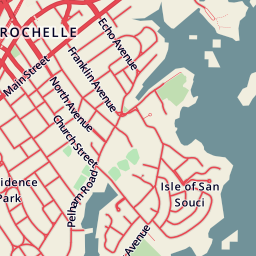 ROCHELLE
Echo Avenue
Main Street
Franklin Avenue
North Avenue
Church Street
Pelham Road
idence
Park
Isle of San
Souci
Avenue